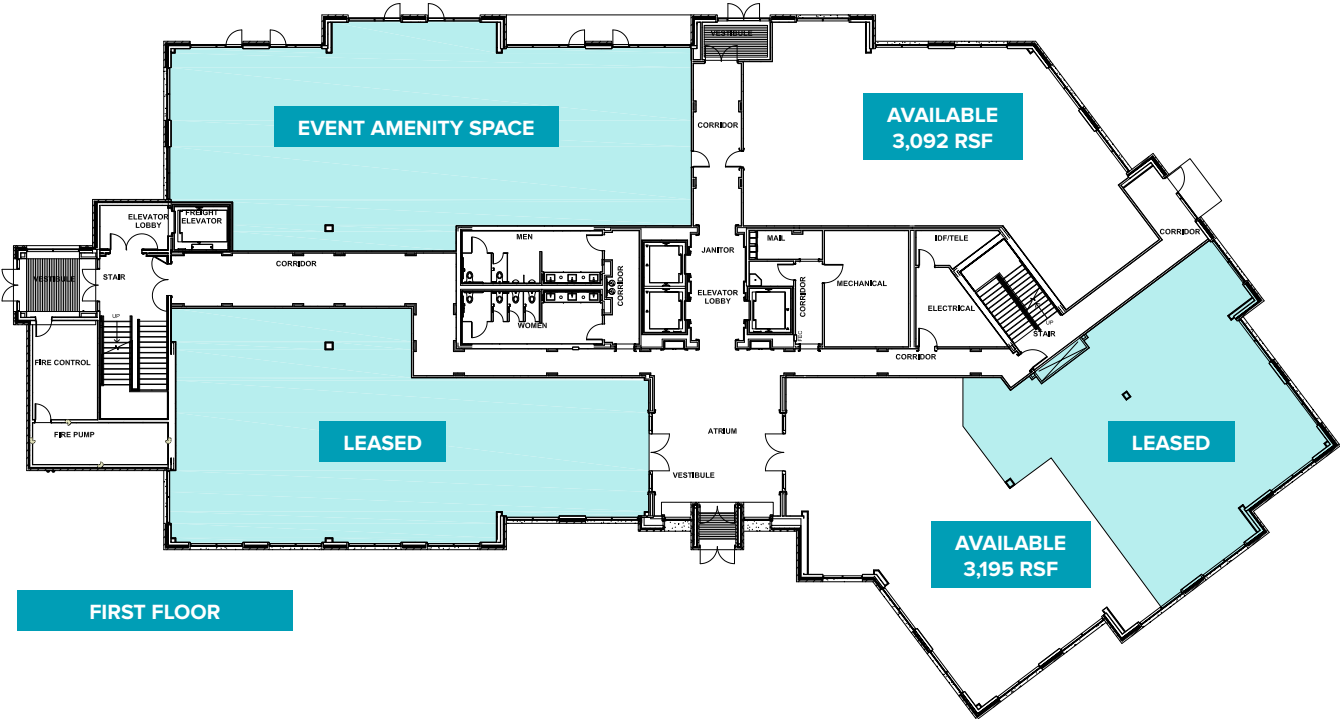 VESTIBULE
EVENT AMENITY SPACE
AVAILABLE
3,092 RSF
CORRIDOR
ELEVATOR
LOBBY
FREIGHT
ELEVATOR
MEN
JANITOR
MAIL
IDF/TELE
CORRIDOR
VESTIBULE
STAIR
CORRIDOR
CORRIDOR
ELEVATOR
LOBBY
CORRIDOR
MECHANICAL
ELECTRICAL
UP
STAIR
UP
WOMEN
FEC
CORRIDOR
FIRE CONTROL
FIRE PUMP
LEASED
ATRIUM
LEASED
VESTIBULE
AVAILABLE
3,195 RSF
FIRST FLOOR